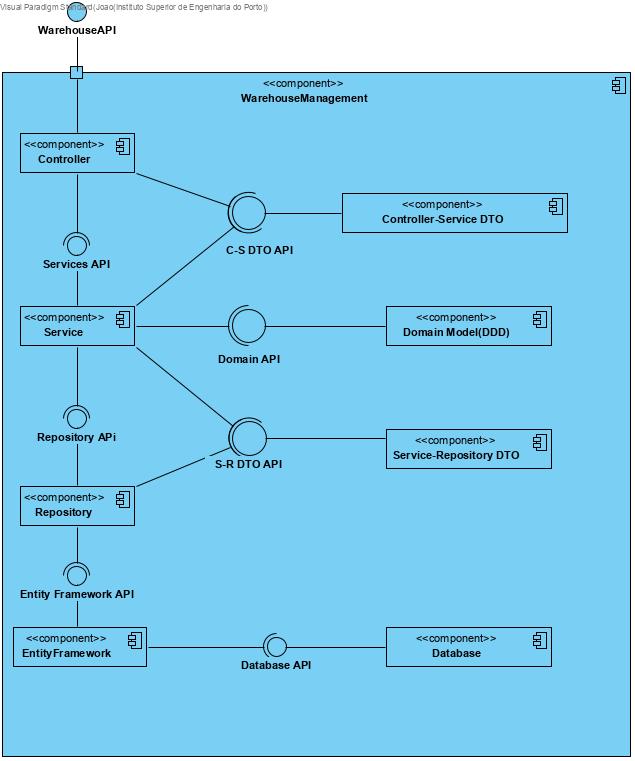 Visual Paradigm Standard(Joao(Instituto Superior de Engenharia do Porto))
WarehouseAPI
<<component>>
WarehouseManagement
<<component>>
Controller
<<component>>
Controller-Service DTO
C-S DTO API
Services API
<<component>>
Service
<<component>>
Domain Model(DDD)
Domain API
Repository APi
<<component>>
Service-Repository DTO
S-R DTO API
<<component>>
Repository
Entity Framework API
<<component>>
EntityFramework
<<component>>
Database
Database API